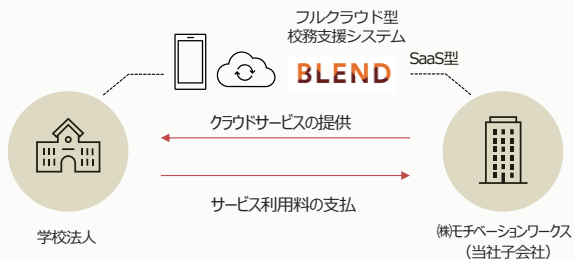 フルクラウド型
校務支援システム
BLEND
SaaS型
クラウドサービスの提供
サービス利用料の支払
学校法人
㈱モチベーションワークス
（当社子会社）